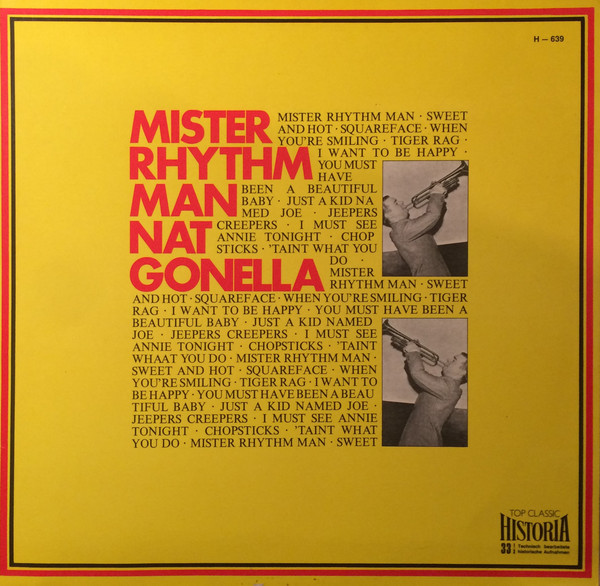 H — 639
MISTER
RHYTHM
MAN
NAT
GONELLA
MISTER RHYTHM MAN · SWEET
AND HOT · SQUAREFACE · WHEN
YOU'RE SMILING · TIGER RAG ·
I WANT TO BE HAPPY ·
YOU MUST
HAVE
BEEN A BEAUTIFUL
BABY · JUST A KID NA
MED JOE · JEEPERS
CREEPERS · I MUST SEE
ANNIE TONIGHT · CHOP
STICKS · 'TAINT WHAT YOU
DO ·
MISTER
RHYTHM MAN · SWEET
AND HOT · SQUAREFACE · WHEN YOU'RE SMILING · TIGER
RAG · I WANT TO BE HAPPY · YOU MUST HAVE BEEN A
BEAUTIFUL BABY · JUST A KID NAMED
JOE · JEEPERS CREEPERS · I MUST SEE
ANNIE TONIGHT · CHOPSTICKS · 'TAINT
WHAAT YOU DO · MISTER RHYTHM MAN ·
SWEET AND HOT · SQUAREFACE · WHEN
YOU'RE SMILING · TIGER RAG · I WANT TO
BE HAPPY · YOU MUST HAVE BEEN A BEAU
TIFUL BABY · JUST A KID NAMED JOE ·
JEEPERS CREEPERS · I MUST SEE ANNIE
TONIGHT · CHOPSTICKS · 'TAINT WHAT
YOU DO · MISTER RHYTHM MAN · SWEET
TOP CLASSIC
HISTORIA
33 Technisch bearbeitete
historische Aufnahmen